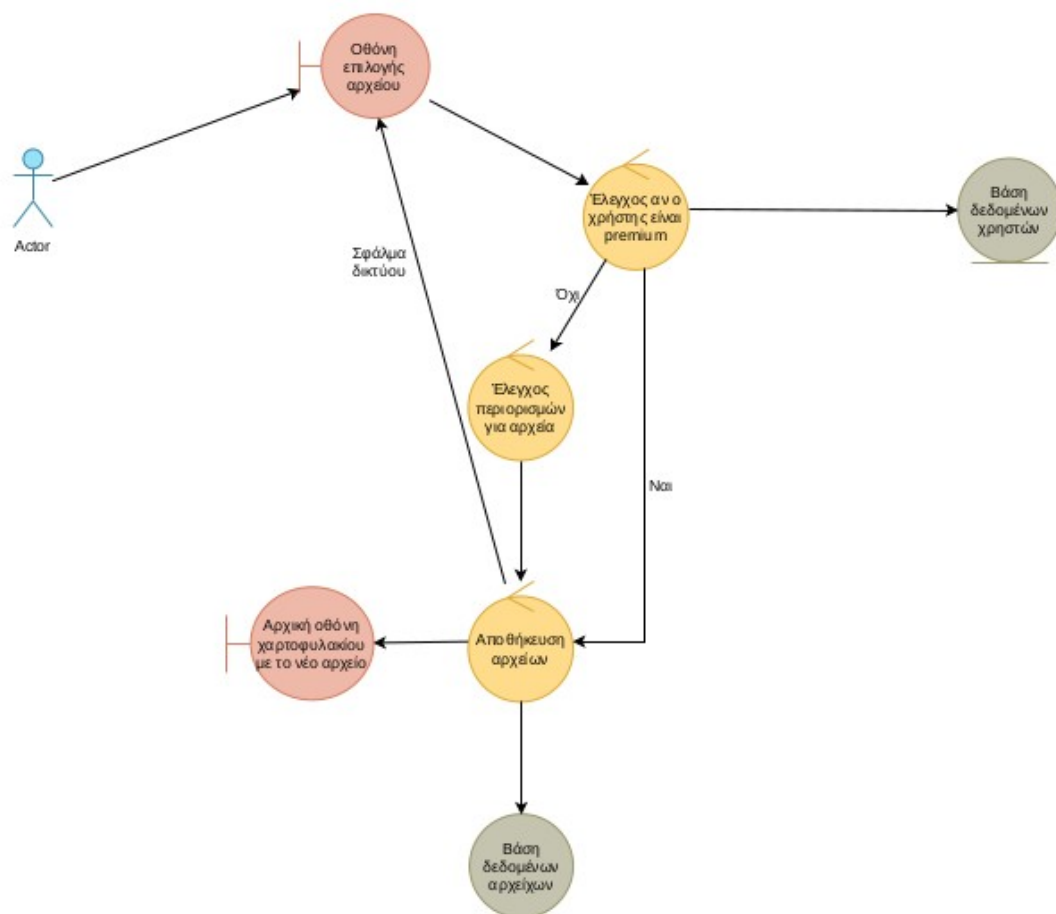 Οθόνη
επιλογής
αρχείου
Actor
Έλεγχος αν ο
χρήστης είναι
premium
Βάση
δεδομένων
χρηστών
Σφάλμα
δικτύου
Όχι
Έλεγχος
περιορισμών
για αρχεία
Ναι
Αρχική οθόνη
χαρτοφυλακίου
με το νέο αρχείο
Αποθήκευση
αρχείων
Βάση
δεδομένων
αρχείχων